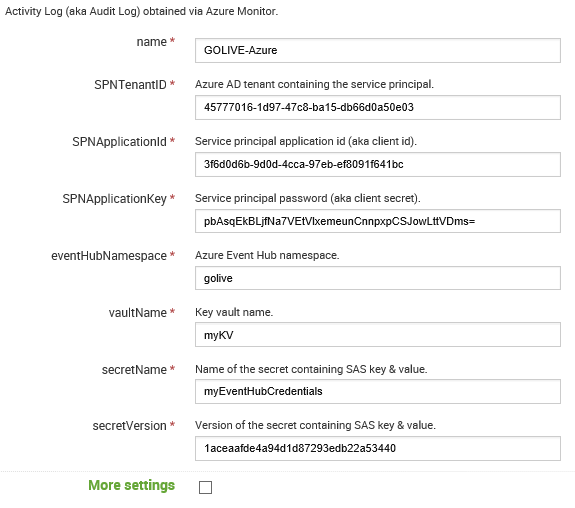 Activity Log (aka Audit Log) obtained via Azure Monitor.
name *
GOLIVE-Azure
SPNTenantID *
Azure AD tenant containing the service principal.
45777016-1d97-47c8-ba15-db66d0a50e03
SPNApplicationId *
Service principal application id (aka client id).
3f6d0d6b-9d0d-4cca-97eb-ef8091f641bc
SPNApplicationKey *
Service principal password (aka client secret).
pbAsqEkBLjfNa7VEtVlxemeunCnnpxpCSJowLttVDms=
eventHubNamespace *
Azure Event Hub namespace.
golive
vaultName *
Key vault name.
myKV
secretName *
Name of the secret containing SAS key & value.
myEventHubCredentials
secretVersion *
Version of the secret containing SAS key & value.
1aceaafde4a94d1d87293edb22a53440
More settings